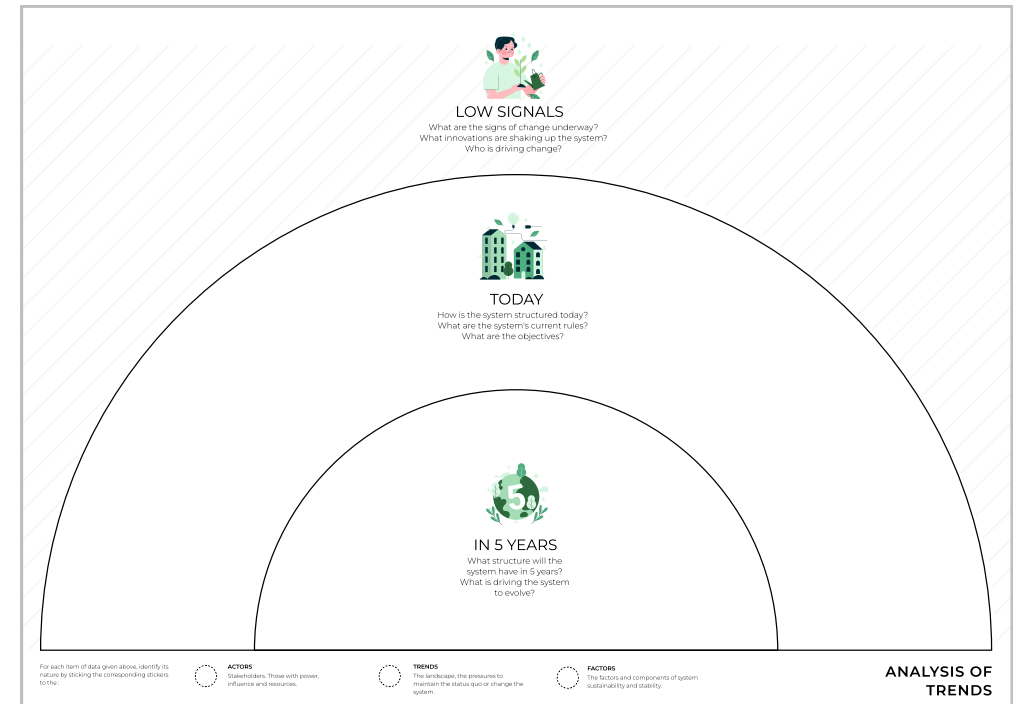 LOW SIGNALS
What are the signs of change underway?
What innovations are shaking up the system?
Who is driving change?
TODAY
How is the system structured today?
What are the system's current rules?
What are the objectives?
5
IN 5 YEARS
What structure will the
system have in 5 years?
What is driving the system
to evolve?
For each item of data given above, identify its
nature by sticking the corresponding stickers
to the :
ACTORS
Stakeholders. Those with power,
influence and resources.
TRENDS
The landscape, the pressures to
maintain the status quo or change the
system.
FACTORS
The factors and components of system
sustainability and stability.
ANALYSIS OF
TRENDS